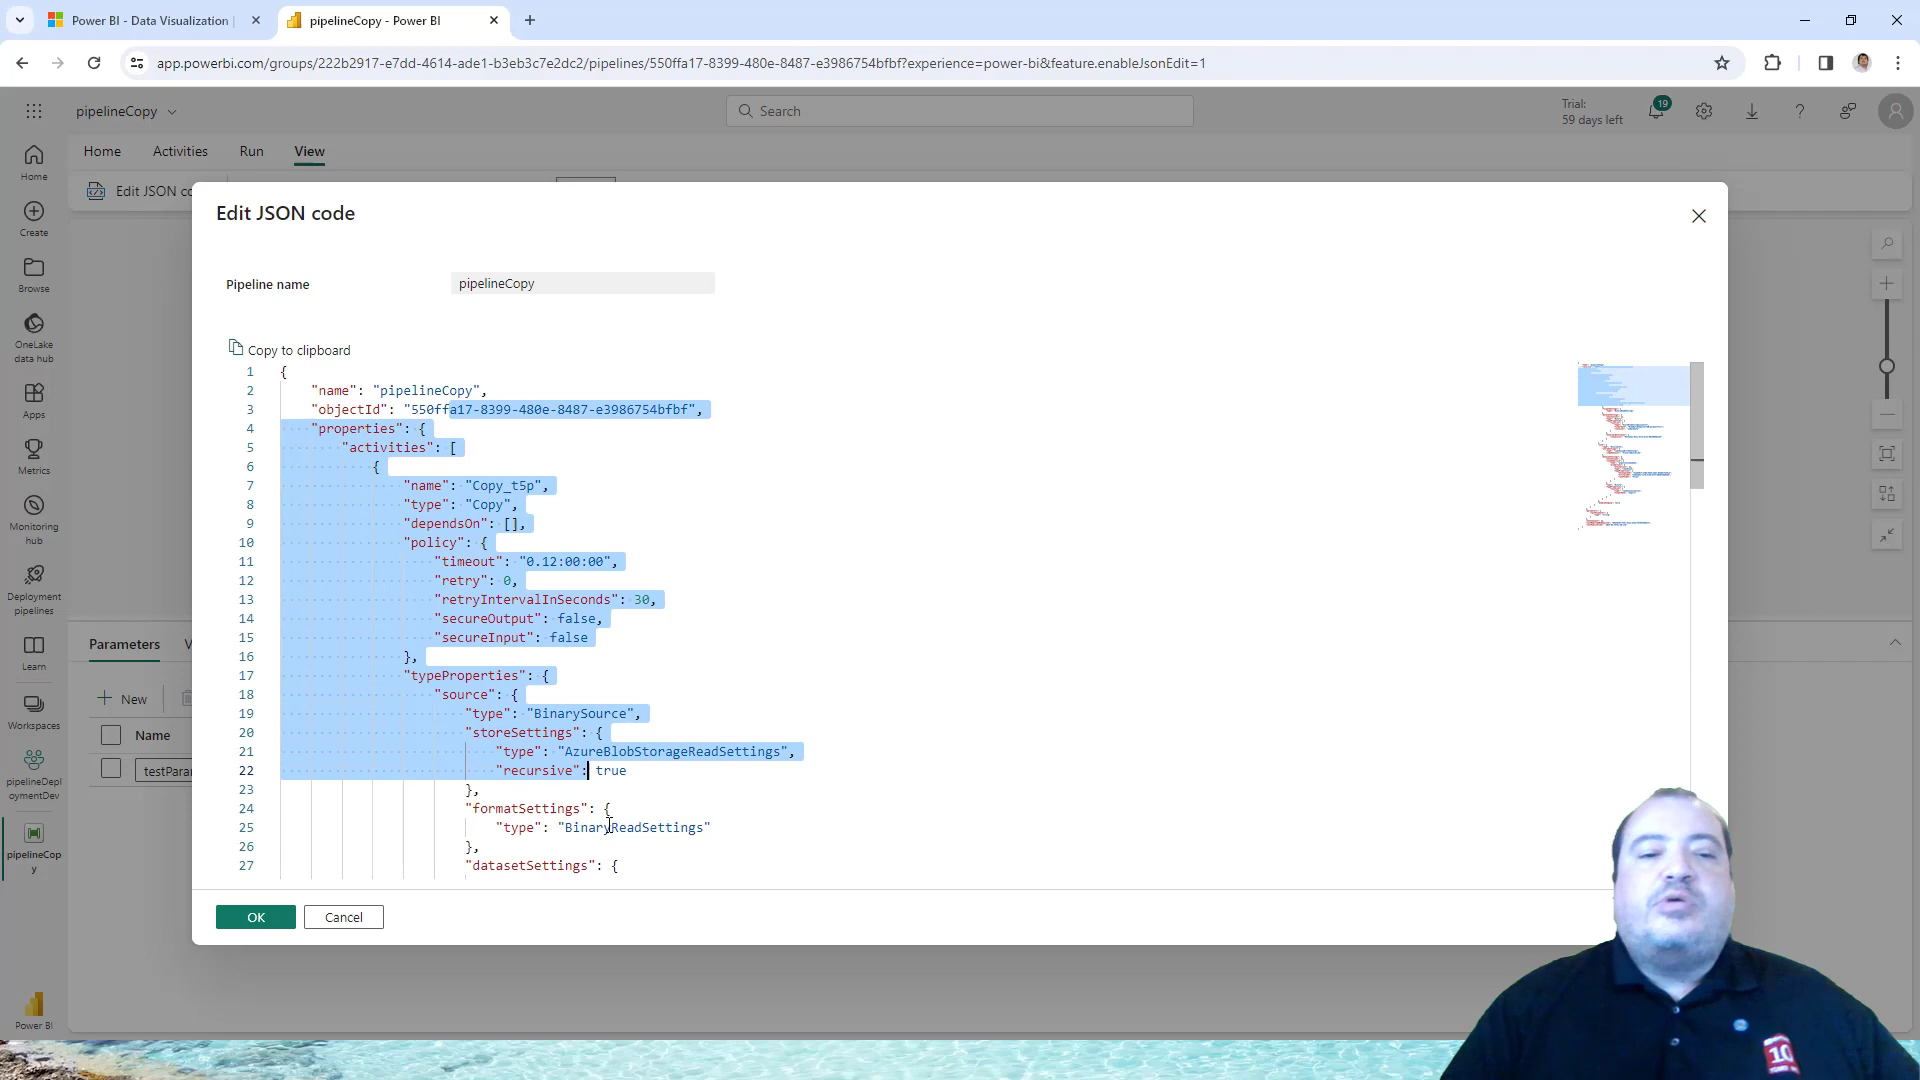 Power BI - Data Visualization |
pipelineCopy - Power BI
app.powerbi.com/groups/222b2917-e7dd-4614-ade1-b3eb3c7e2dc2/pipelines/550ffa17-8399-480e-8487-e3986754bfbf?experience=power-bi&feature.enableJsonEdit=1
pipelineCopy
Search
Trial:
59 days left
19
Home
Activities
Run
View
Edit JSON co
Home
Create
Browse
OneLake
data hub
Apps
Metrics
Monitoring
hub
Deployment
pipelines
Learn
Workspaces
pipelineDepl
oymentDev
pipelineCop
y
Power BI
Parameters
V
New
Name
testParam
Edit JSON code
Pipeline name
pipelineCopy
Copy to clipboard
1 {
2 "name": "pipelineCopy",
3 "objectId": "550ffa17-8399-480e-8487-e3986754bfbf",
4 "properties": {
5 "activities": [
6 {
7 "name": "Copy_t5p",
8 "type": "Copy",
9 "dependsOn": [],
10 "policy": {
11 "timeout": "0.12:00:00",
12 "retry": 0,
13 "retryIntervalInSeconds": 30,
14 "secureOutput": false,
15 "secureInput": false
16 },
17 "typeProperties": {
18 "source": {
19 "type": "BinarySource",
20 "storeSettings": {
21 "type": "AzureBlobStorageReadSettings",
22 "recursive": true
23 },
24 "formatSettings": {
25 "type": "BinaryReadSettings"
26 },
27 "datasetSettings": {
OK
Cancel
10